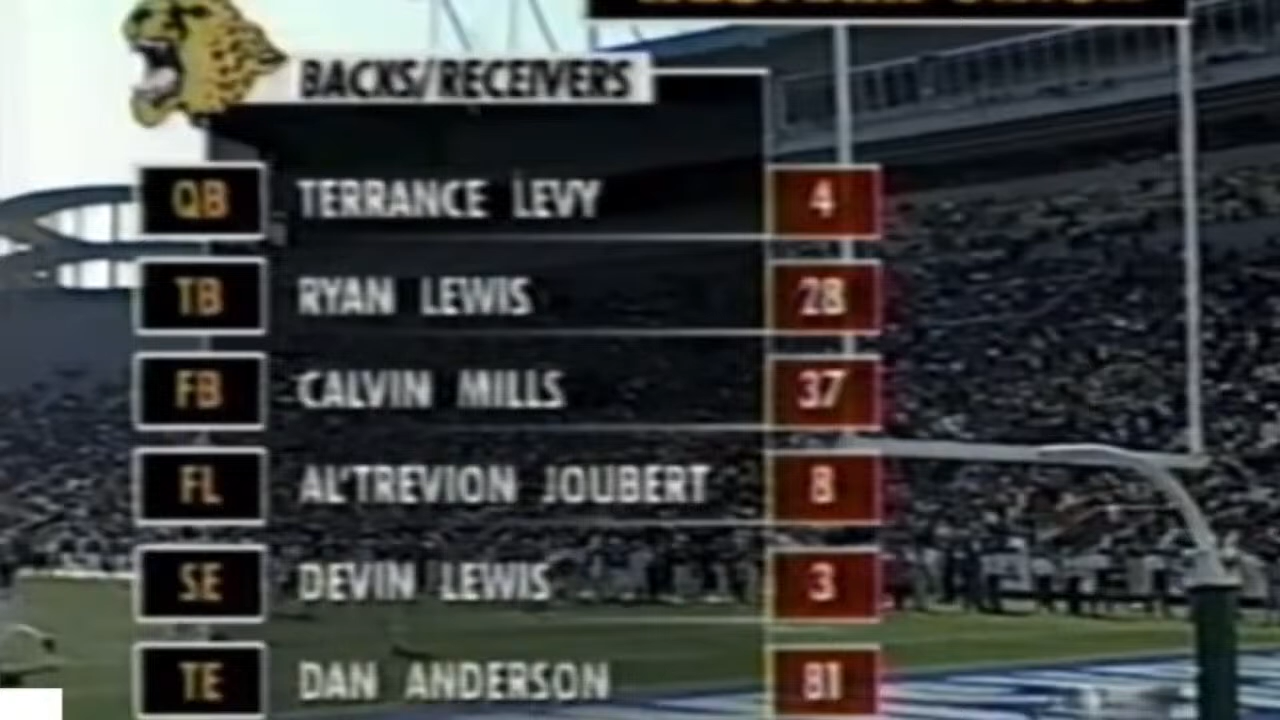 BACKS/RECEIVERS
QB TERRANCE LEVY 4
TB RYAN LEWIS 28
FB CALVIN MILLS 37
FL AL'TREVION JOUBERT 8
SE DEVIN LEWIS 3
TE DAN ANDERSON 81